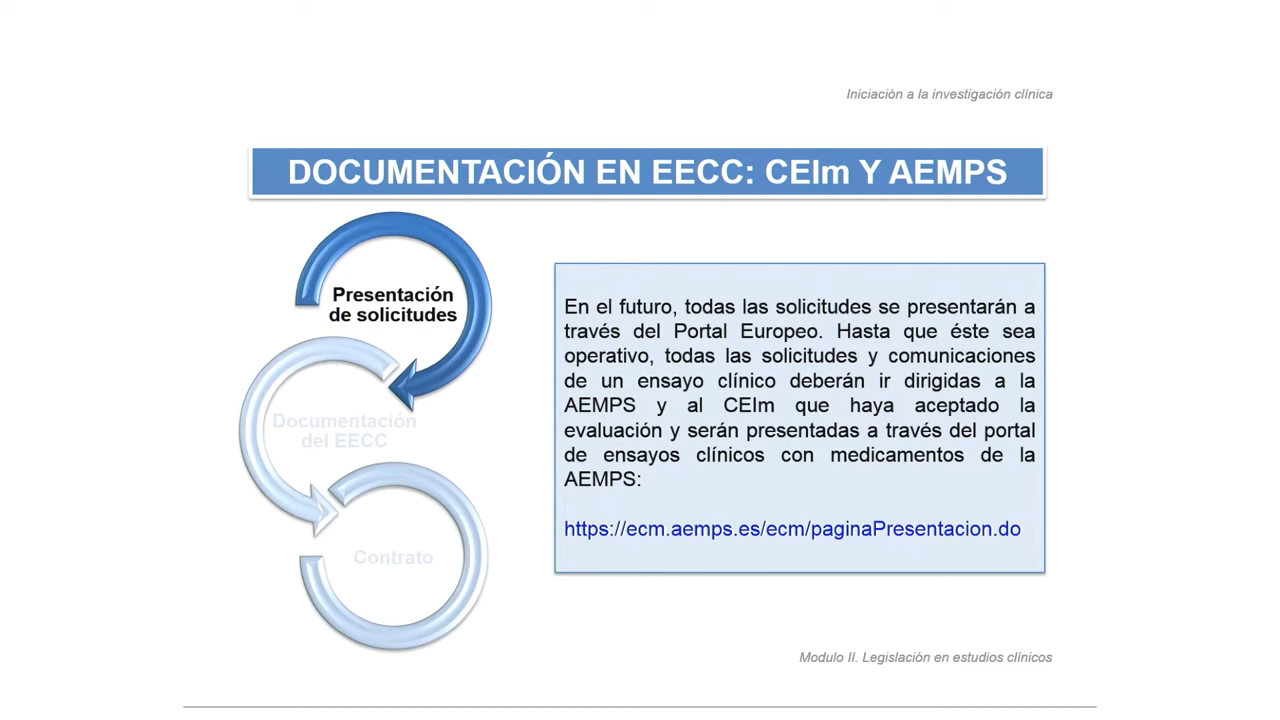 Iniciación a la investigación clínica
DOCUMENTACIÓN EN EECC: CEIm Y AEMPS
Presentación
de solicitudes
Documentación
del EECC
Contrato
En el futuro, todas las solicitudes se presentarán a
través del Portal Europeo. Hasta que éste sea
operativo, todas las solicitudes y comunicaciones
de un ensayo clínico deberán ir dirigidas a la
AEMPS y al CEIm que haya aceptado la
evaluación y serán presentadas a través del portal
de ensayos clínicos con medicamentos de la
AEMPS:
https://ecm.aemps.es/ecm/paginaPresentacion.do
Modulo II. Legislación en estudios clínicos